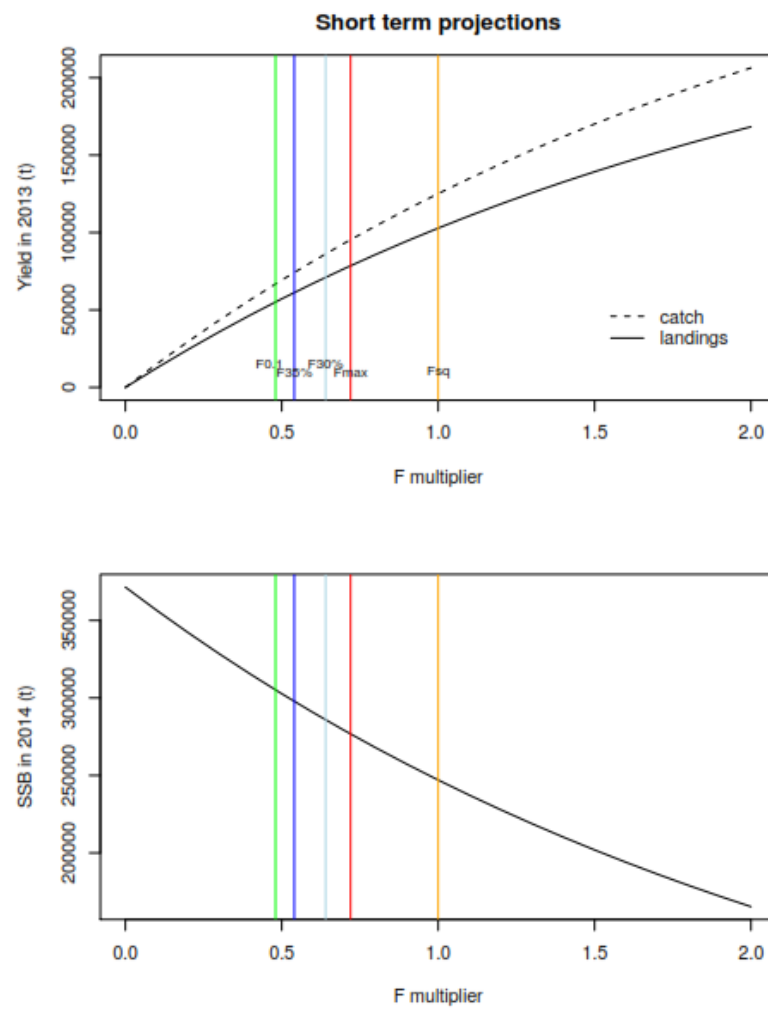 Short term projections
Yield in 2013 (t)
200000
150000
100000
50000
0
catch
landings
F0.1
F35%
F30%
Fmax
Fsq
0.0 0.5 1.0 1.5 2.0
F multiplier
SSB in 2014 (t)
350000
300000
250000
200000
0.0 0.5 1.0 1.5 2.0
F multiplier